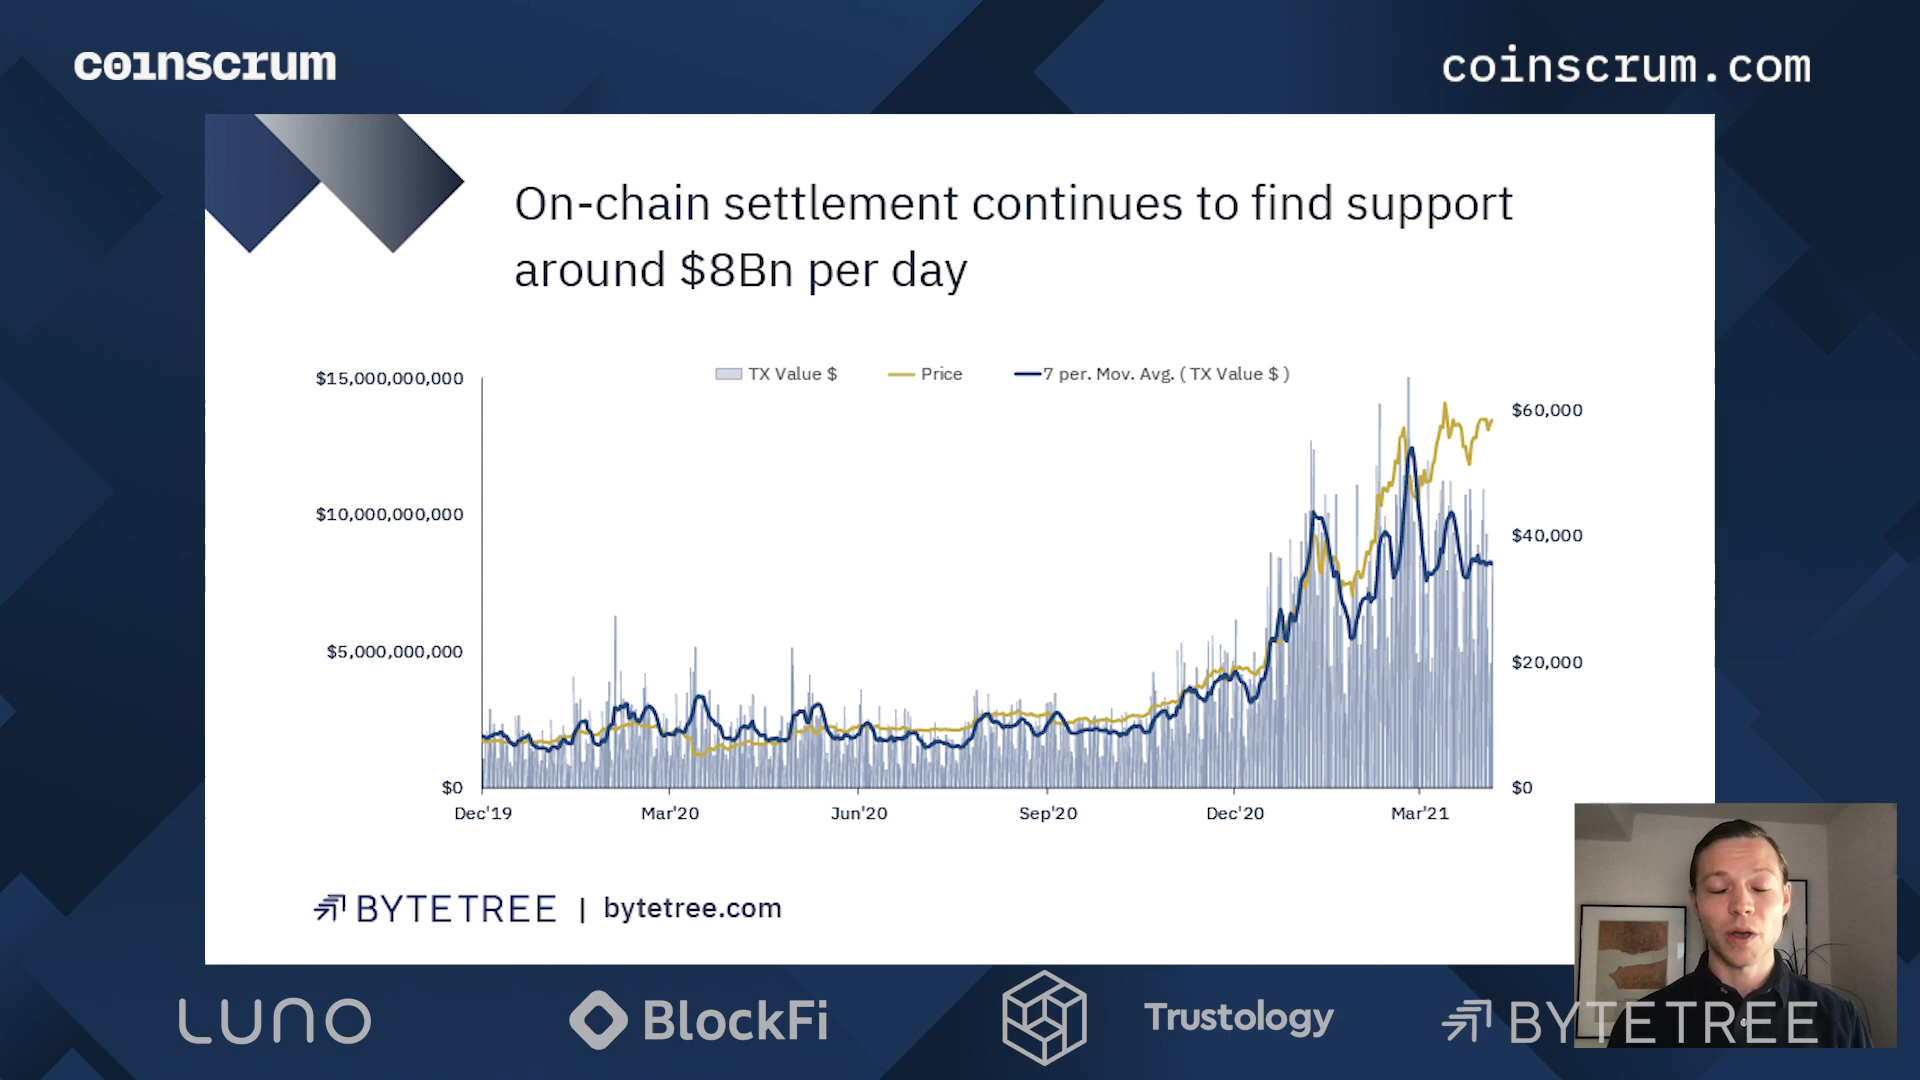 coinscrum
coinscrum.com
On-chain settlement continues to find support
around $8Bn per day
TX Value $
Price
7 per. Mov. Avg. ( TX Value $ )
$15,000,000,000
$10,000,000,000
$5,000,000,000
$0
$60,000
$40,000
$20,000
$0
Dec'19
Mar'20
Jun'20
Sep'20
Dec'20
Mar'21
BYTETREE | bytetree.com
LUNO
BlockFi
Trustology
BYTETREE